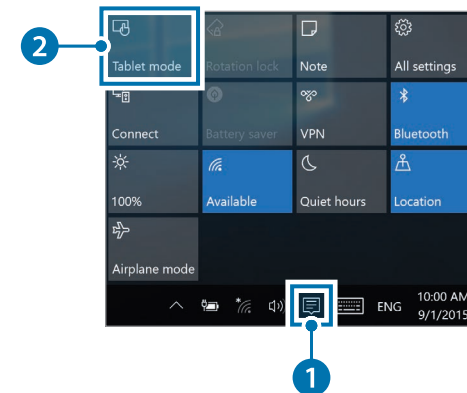 2
Tablet mode Rotation lock Note All settings
Connect Battery saver VPN Bluetooth
100% Available Quiet hours Location
Airplane mode
ENG 10:00 AM
9/1/2015
1